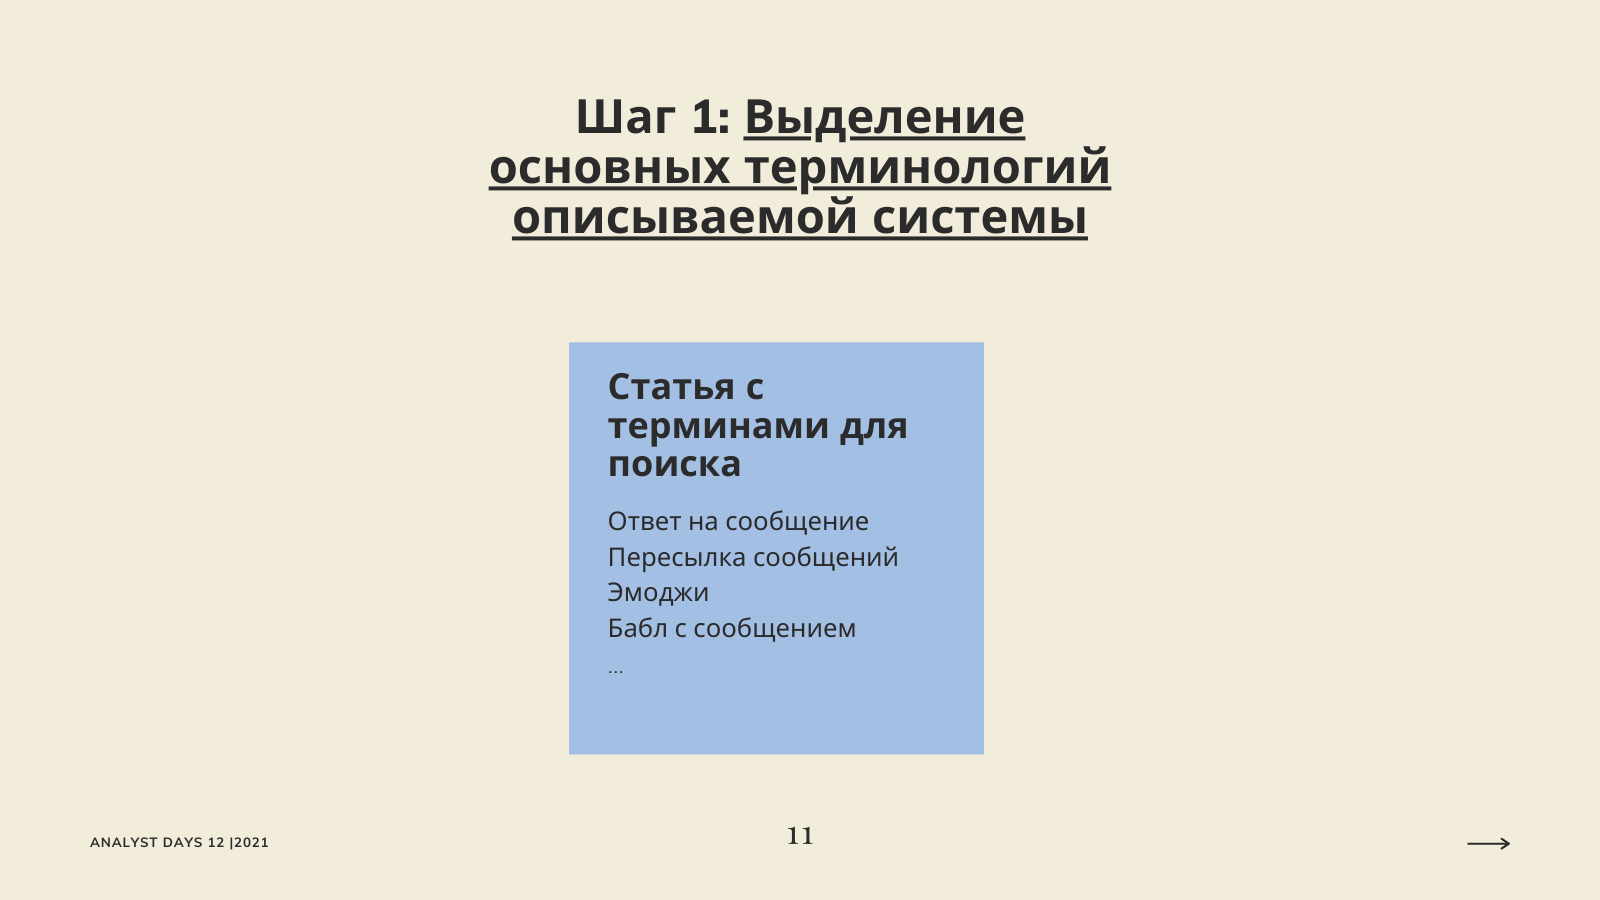 Шаг 1: Выделение
основных терминологий
описываемой системы
Статья с
терминами для
поиска
Ответ на сообщение
Пересылка сообщений
Эмоджи
Бабл с сообщением
...
ANALYST DAYS 12 |2021
11